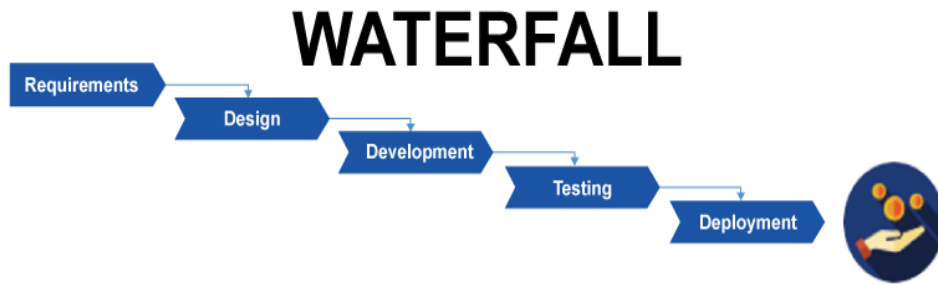 WATERFALL
Requirements
Design
Development
Testing
Deployment